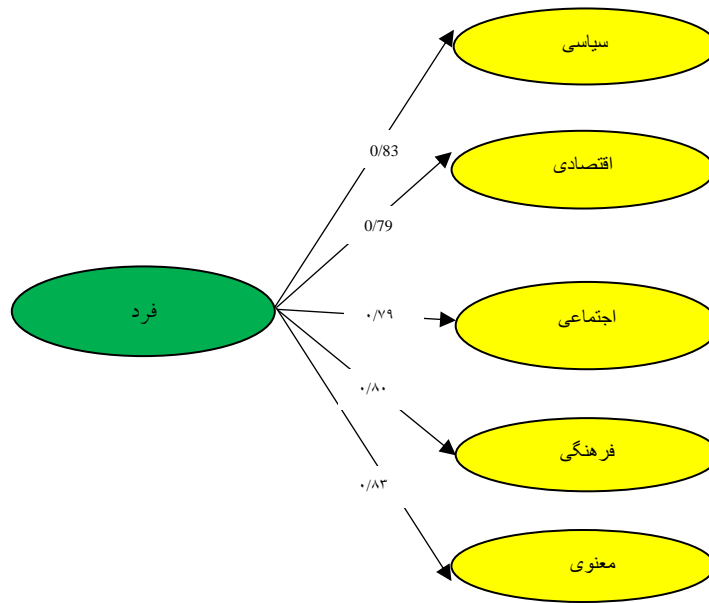 سیاسی
0/83
اقتصادی
0/79
فرد
۰/۷۹
اجتماعی
۰/۸۰
فرهنگی
۰/۸۳
معنوی